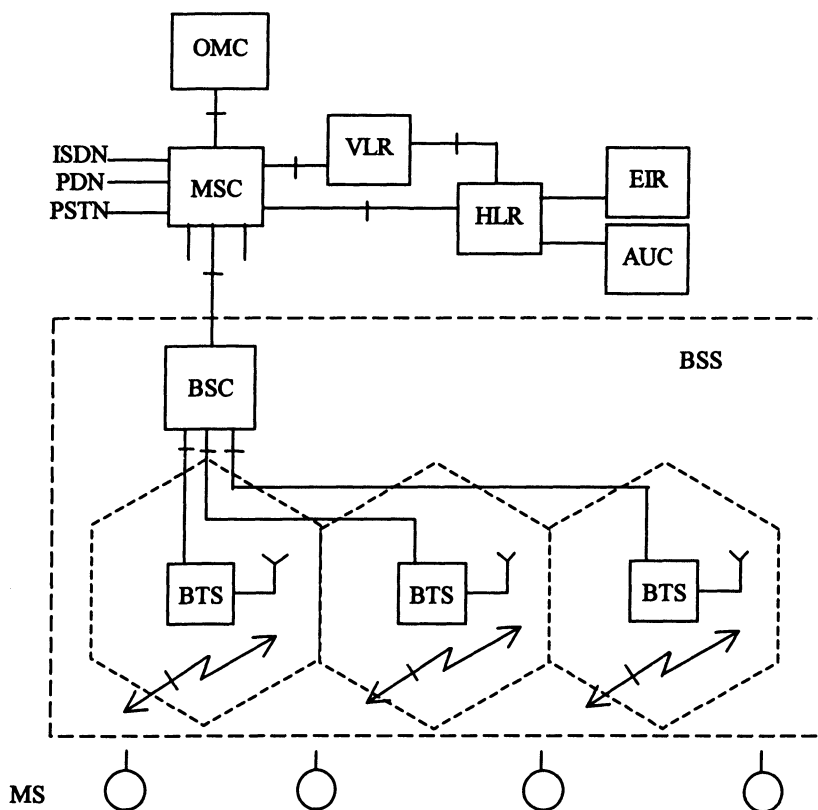 OMC
ISDN
PDN
PSTN
MSC
VLR
HLR
EIR
AUC
BSS
BSC
BTS
BTS
BTS
MS